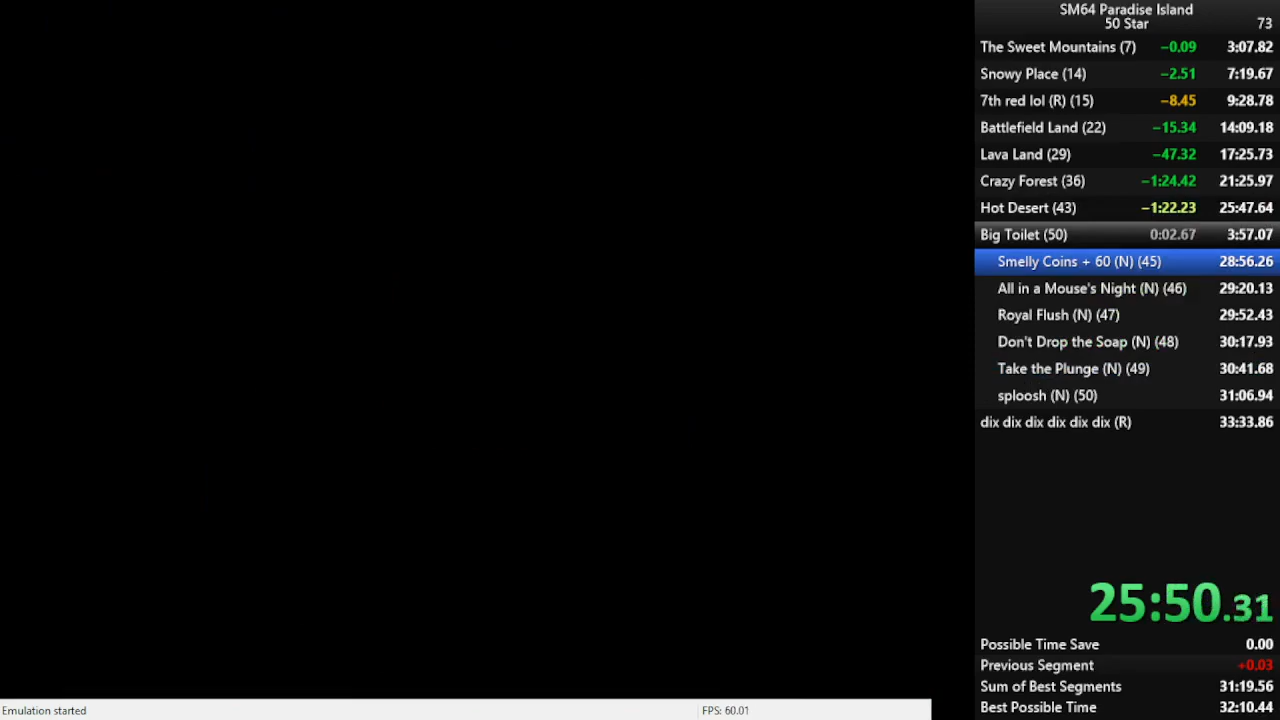 SM64 Paradise Island
50 Star 73
The Sweet Mountains (7) −0.09 3:07.82
Snowy Place (14) −2.51 7:19.67
7th red lol (R) (15) −8.45 9:28.78
Battlefield Land (22) −15.34 14:09.18
Lava Land (29) −47.32 17:25.73
Crazy Forest (36) −1:24.42 21:25.97
Hot Desert (43) −1:22.23 25:47.64
Big Toilet (50) 0:02.67 3:57.07
Smelly Coins + 60 (N) (45) 28:56.26
All in a Mouse's Night (N) (46) 29:20.13
Royal Flush (N) (47) 29:52.43
Don't Drop the Soap (N) (48) 30:17.93
Take the Plunge (N) (49) 30:41.68
sploosh (N) (50) 31:06.94
dix dix dix dix dix dix (R) 33:33.86
25:50.31
Possible Time Save 0.00
Previous Segment +0.03
Sum of Best Segments 31:19.56
Best Possible Time 32:10.44
Emulation started FPS: 60.01